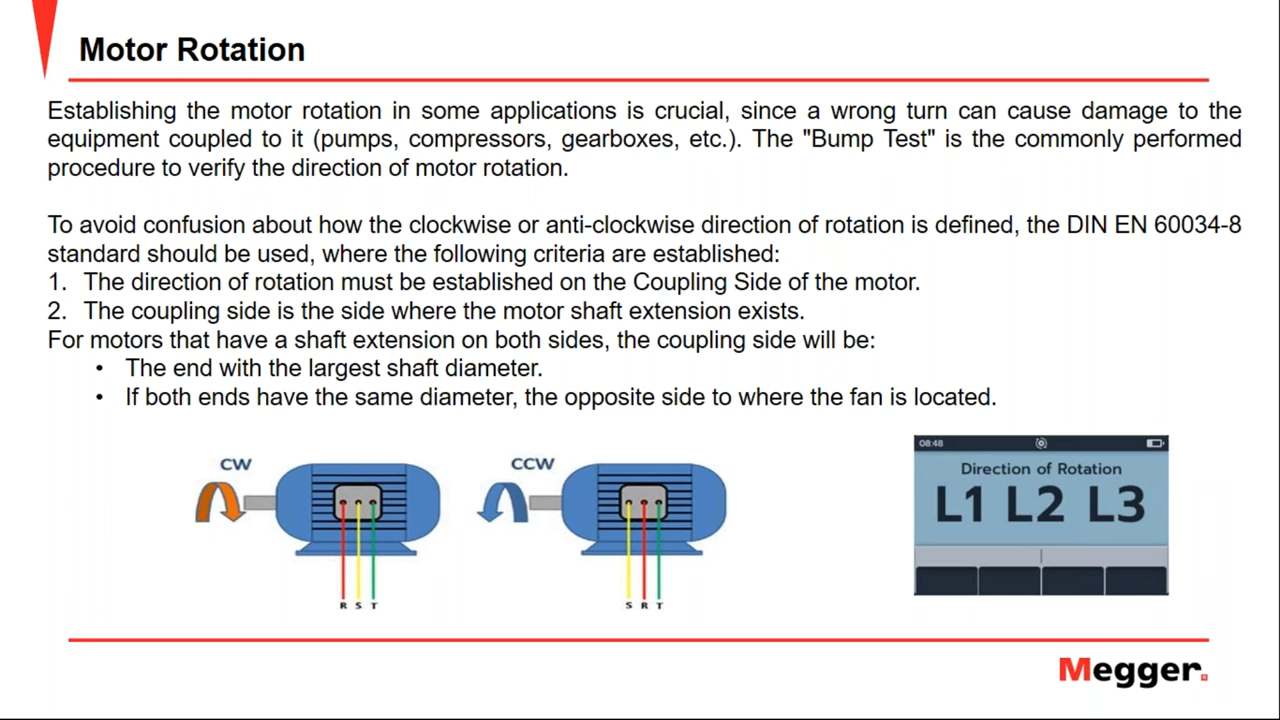 Motor Rotation
Establishing the motor rotation in some applications is crucial, since a wrong turn can cause damage to the
equipment coupled to it (pumps, compressors, gearboxes, etc.). The "Bump Test" is the commonly performed
procedure to verify the direction of motor rotation.
To avoid confusion about how the clockwise or anti-clockwise direction of rotation is defined, the DIN EN 60034-8
standard should be used, where the following criteria are established:
1. The direction of rotation must be established on the Coupling Side of the motor.
2. The coupling side is the side where the motor shaft extension exists.
For motors that have a shaft extension on both sides, the coupling side will be:
• The end with the largest shaft diameter.
• If both ends have the same diameter, the opposite side to where the fan is located.
CW
R S T
CCW
S R T
08:48
Direction of Rotation
L1 L2 L3
Megger.